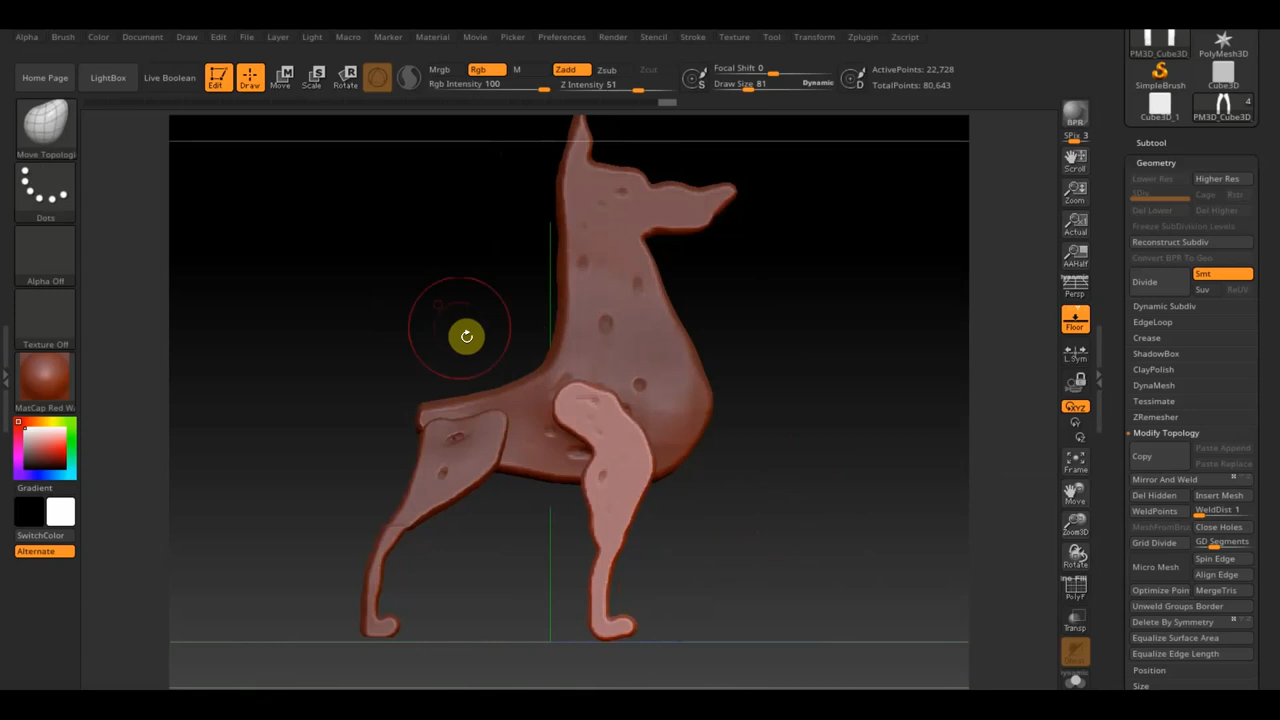 Alpha Brush Color Document Draw Edit File Layer Light Macro Marker Material Movie Picker Preferences Render Stencil Stroke Texture Tool Transform Zplugin Zscript
Home Page LightBox Live Boolean Edit Draw Move Scale Rotate
Mrgb Rgb M Zadd Zsub Zcut
Rgb Intensity 100 Z Intensity 51
Focal Shift 0
Draw Size 81 Dynamic
ActivePoints: 22,728
TotalPoints: 80,643
Move Topologi
Dots
Alpha Off
Texture Off
MatCap Red Wa
Gradient
SwitchColor
Alternate
BPR
SPix 3
Scroll
Zoom
Actual
AAHalf
Dynamic
Persp
Floor
L.Sym
XYZ
Frame
Move
Zoom3D
Rotate
PolyF
Transp
Dynamic
PM3D_Cube3D PolyMesh3D
SimpleBrush Cube3D
4
Cube3D_1 PM3D_Cube3D
Subtool
Geometry
Lower Res Higher Res
SDiv Cage Rstr
Del Lower Del Higher
Freeze SubDivision Levels
Reconstruct Subdiv
Convert BPR To Geo
Divide Smt
Suv ReUV
Dynamic Subdiv
EdgeLoop
Crease
ShadowBox
ClayPolish
DynaMesh
Tessimate
ZRemesher
Modify Topology
Copy Paste Append
Paste Replace
Mirror And Weld
Del Hidden Insert Mesh
WeldPoints WeldDist 1
MeshFromBru Close Holes
Grid Divide GD Segments
Micro Mesh Spin Edge
Align Edge
Optimize Poin MergeTris
Unweld Groups Border
Delete By Symmetry
Equalize Surface Area
Equalize Edge Length
Position
Size